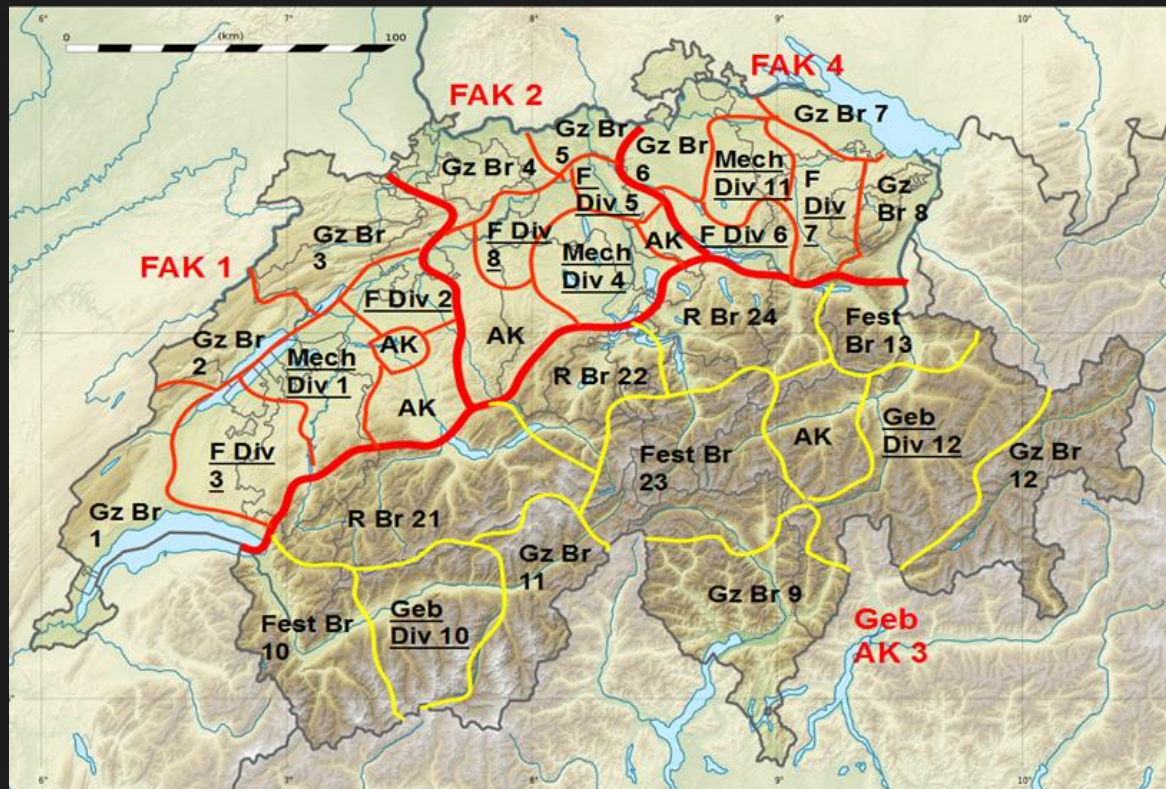 6°
7°
8°
9°
10°
0
(km)
100
FAK 4
FAK 2
Gz Br 7
Gz Br
5
Gz Br
6
Gz Br 4
Mech
Div 11
F
Div 5
F
Div
7
Gz
Br 8
Gz Br
3
F Div
8
AK
F Div 6
FAK 1
Mech
Div 4
F Div 2
R Br 24
Fest
Br 13
Gz Br
2
AK
AK
Mech
Div 1
R Br 22
AK
Geb
Div 12
AK
F Div
3
Fest Br
23
Gz Br
12
Gz Br
1
R Br 21
Gz Br
11
Gz Br 9
Fest Br
10
Geb
Div 10
Geb
AK 3
6°
7°
8°
9°
10°